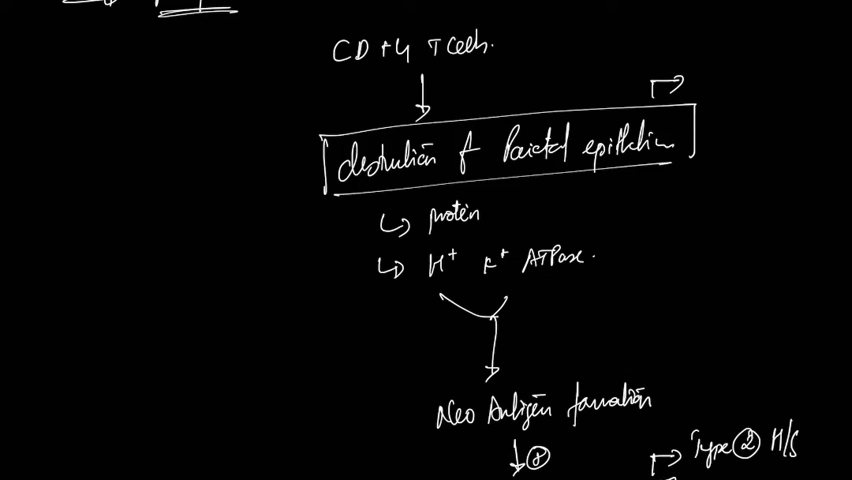 CD+4 T cells.
destruction of Parietal epithelium
protein
H+ K+ ATPase.
Neo Antigen formation
Type 2 H/S